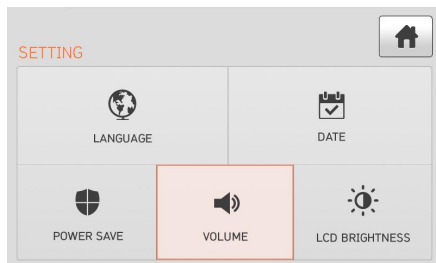 SETTING
LANGUAGE
DATE
POWER SAVE
VOLUME
LCD BRIGHTNESS